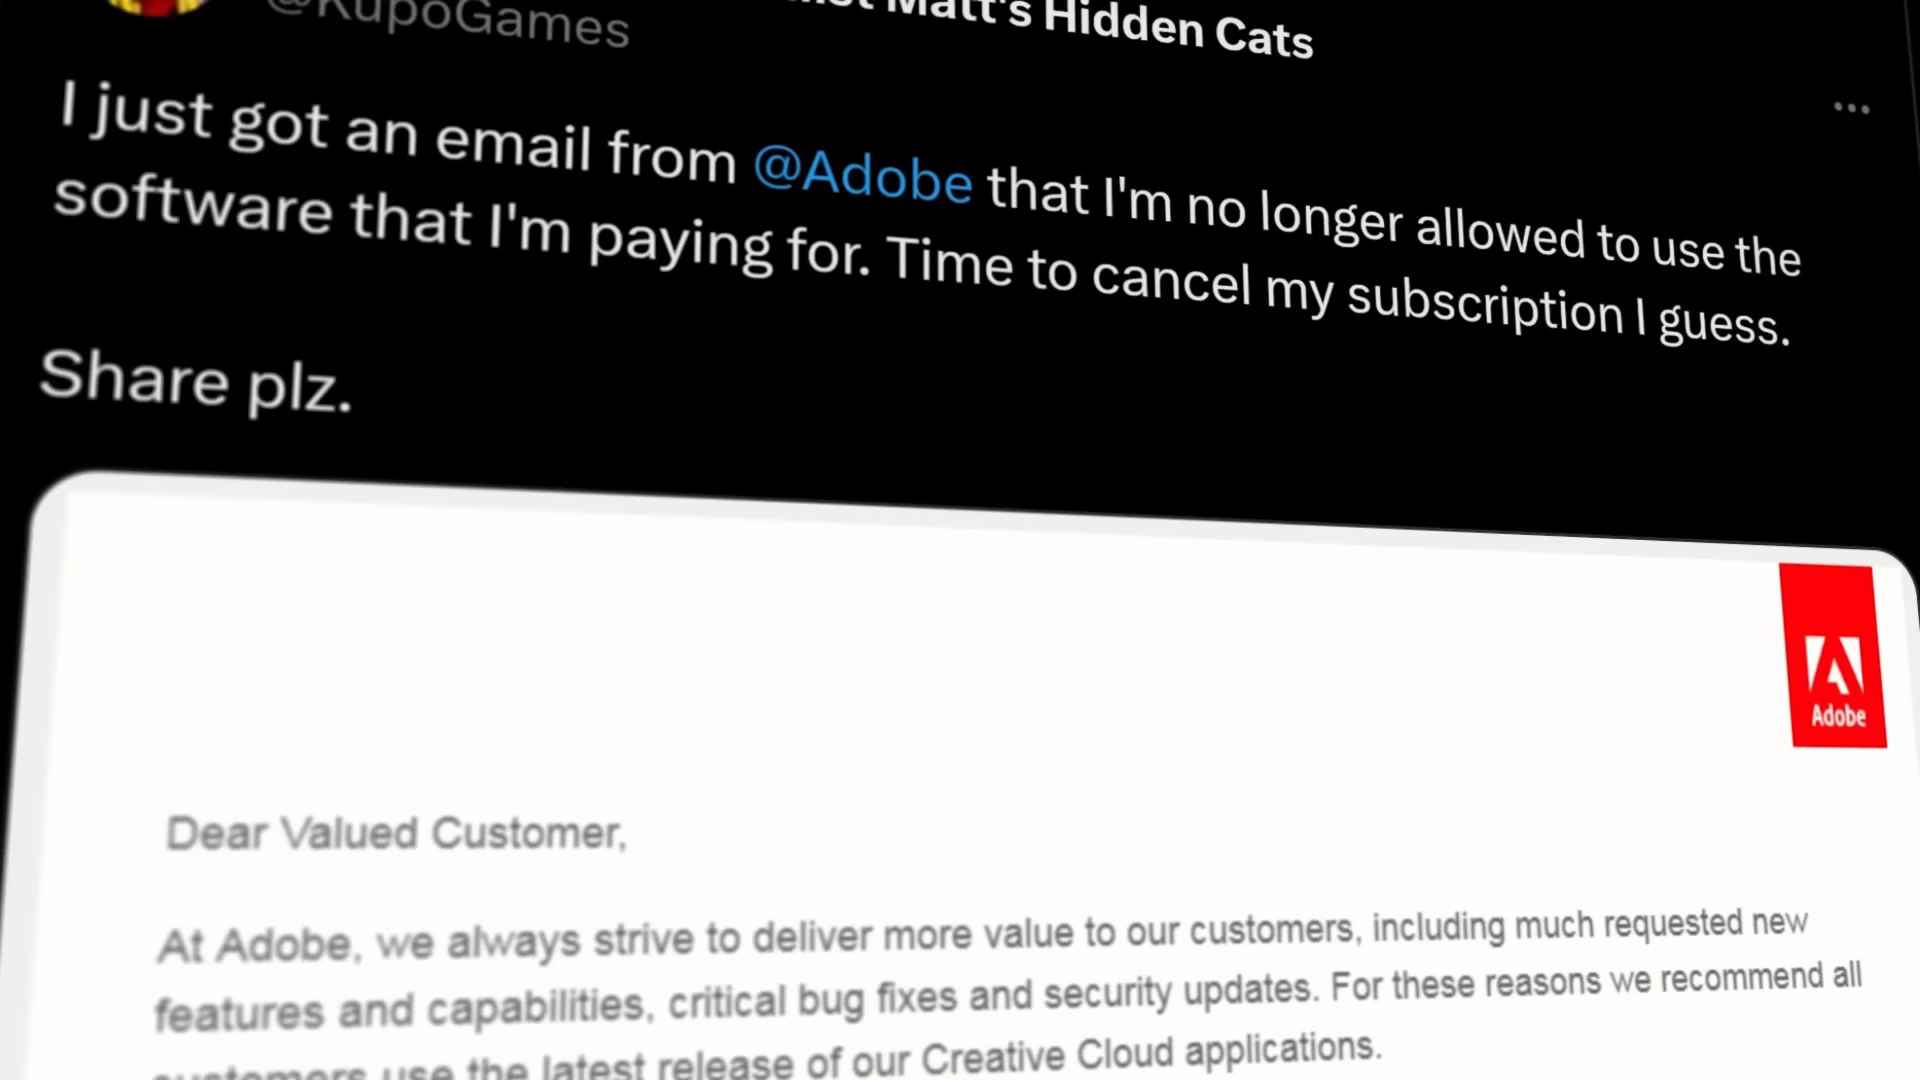 Matt's Hidden Cats
@KupoGames
I just got an email from @Adobe that I'm no longer allowed to use the
software that I'm paying for. Time to cancel my subscription I guess.
Share plz.
Adobe
Dear Valued Customer,
At Adobe, we always strive to deliver more value to our customers, including much requested new
features and capabilities, critical bug fixes and security updates. For these reasons we recommend all
customers use the latest release of our Creative Cloud applications.